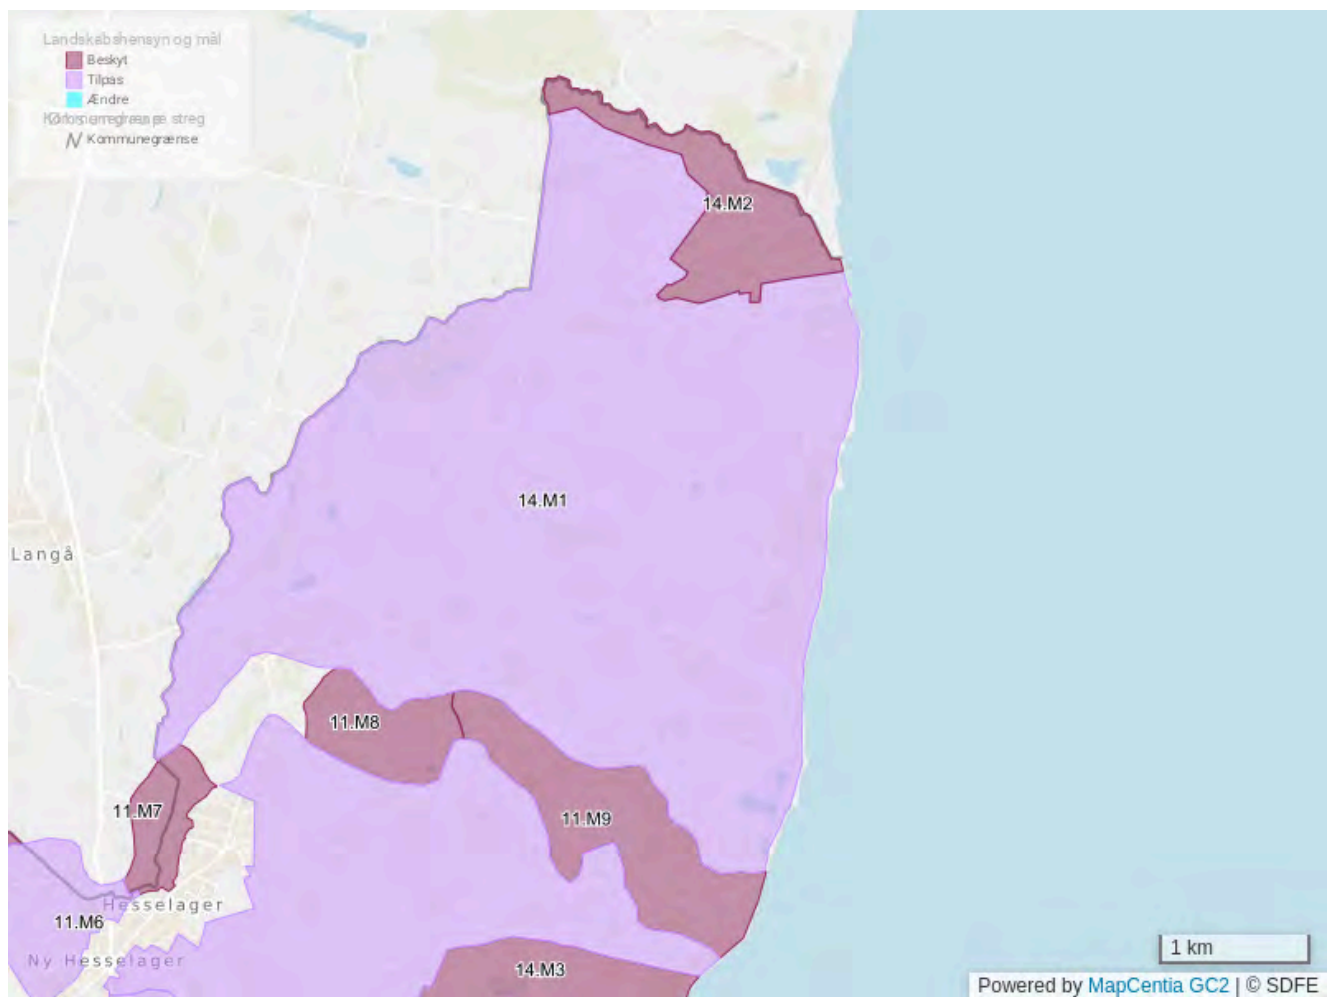 Landskabshensyn og mål
Beskyt
Tilpas
Ændre
streg
Kommunegrænse
14.M2
14.M1
Langå
11.M8
11.M7
11.M9
Hesselager
11.M6
Ny Hesselager
14.M3
1 km
Powered by MapCentia GC2 | © SDFE